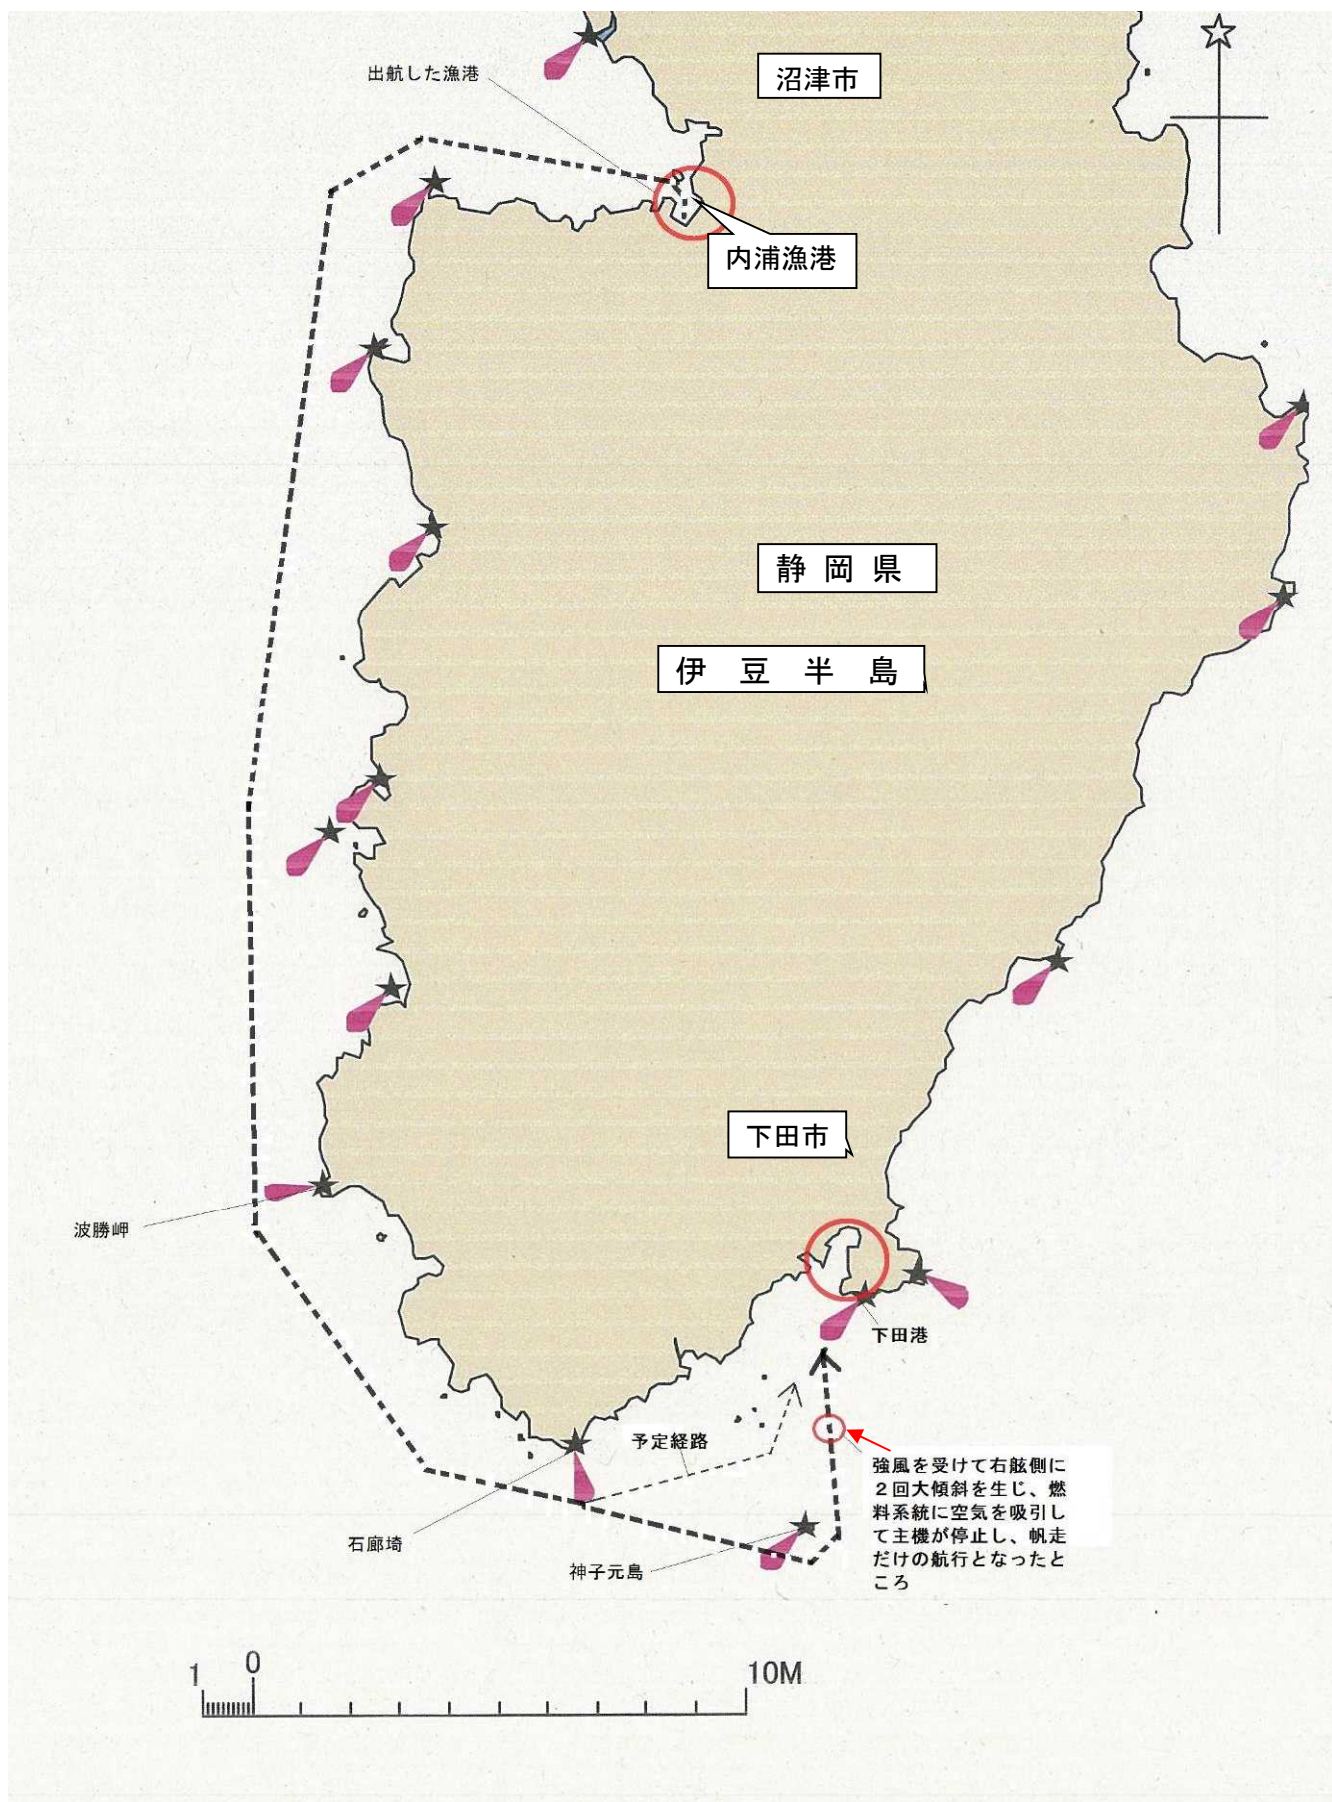 出航した漁港
沼津市
内浦漁港
静岡県
伊豆半島
下田市
波勝岬
下田港
予定経路
強風を受けて右舷側に
２回大傾斜を生じ、燃
料系統に空気を吸引し
て主機が停止し、帆走
だけの航行となったと
ころ
石廊埼
神子元島
1 0 10M